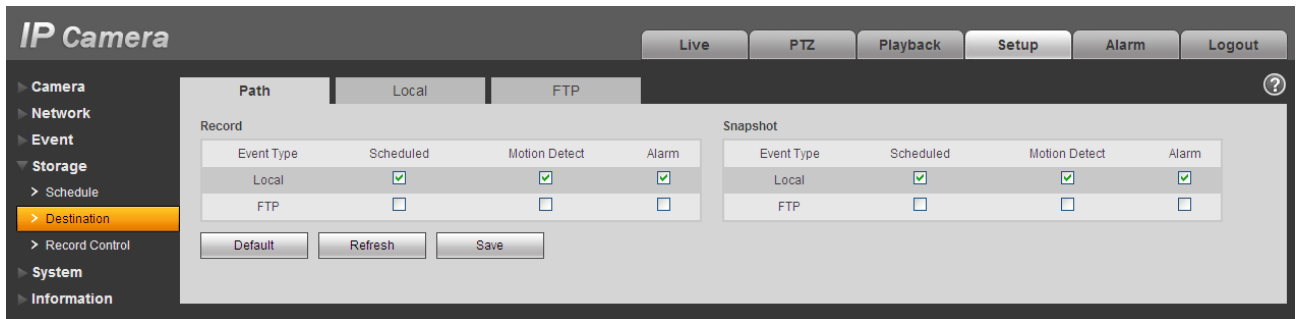 IP Camera
Live PTZ Playback Setup Alarm Logout
Camera
Network
Event
Storage
> Schedule
> Destination
> Record Control
System
Information
Path Local FTP ?
Record
Event Type Scheduled Motion Detect Alarm
Local
FTP
Default Refresh Save
Snapshot
Event Type Scheduled Motion Detect Alarm
Local
FTP